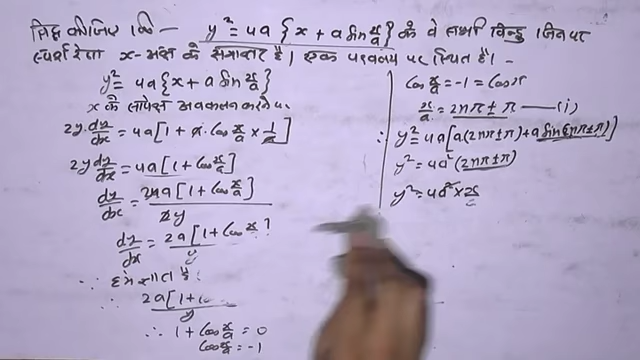 सिद्ध कीजिए कि - y² = 4a {x + a sin x/a} के वे सभी बिन्दु जिन पर
स्पर्श रेखा x-अक्ष के समान्तर है। एक परवलय पर स्थित है। -
y² = 4a {x + a sin x/a}
x के सापेक्ष अवकलन करने पर
2y dy/dx = 4a [1 + a·cos x/a × 1/a]
2y dy/dx = 4a [1 + cos x/a]
dy/dx = 4a [1 + cos x/a] / 2y
dy/dx = 2a [1 + cos x/a] / y
∵ हमें ज्ञात है
2a [1 + cos / y
∴ 1 + cos x/a = 0
cos x/a = -1
cos x/a = -1 = cos π
x/a = 2nπ ± π —— (i)
∴ y² = 4a [a(2nπ ± π) + a sin(2nπ ± π)
y² = 4a² (2nπ ± π)
y² = 4a² × x